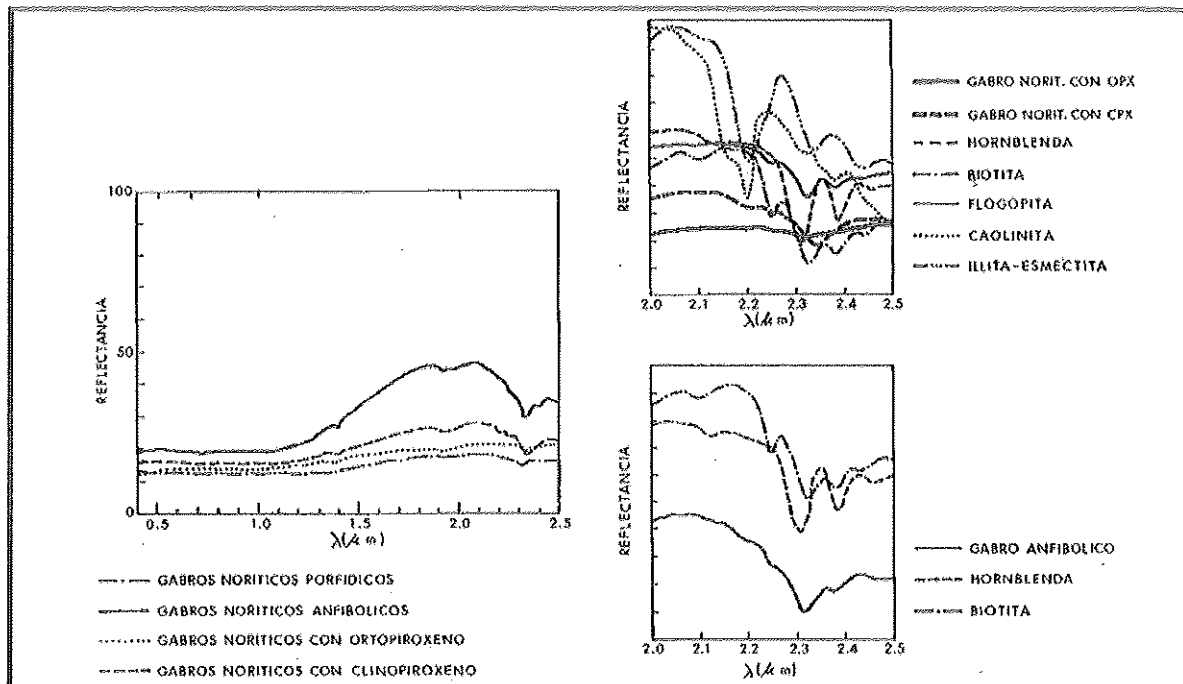 REFLECTANCIA
100
50
0
0.5
1.0
1.5
2.0
2.5
λ(μm)
GABROS NORITICOS PORFIDICOS
GABROS NORITICOS ANFIBOLICOS
GABROS NORITICOS CON ORTOPIROXENO
GABROS NORITICOS CON CLINOPIROXENO
REFLECTANCIA
2.0
2.1
2.2
2.3
2.4
2.5
λ(μm)
GABRO NORIT. CON OPX
GABRO NORIT. CON CPX
HORNBLENDA
BIOTITA
FLOGOPITA
CAOLINITA
ILLITA-ESMECTITA
REFLECTANCIA
2.0
2.1
2.2
2.3
2.4
2.5
λ(μm)
GABRO ANFIBOLICO
HORNBLENDA
BIOTITA